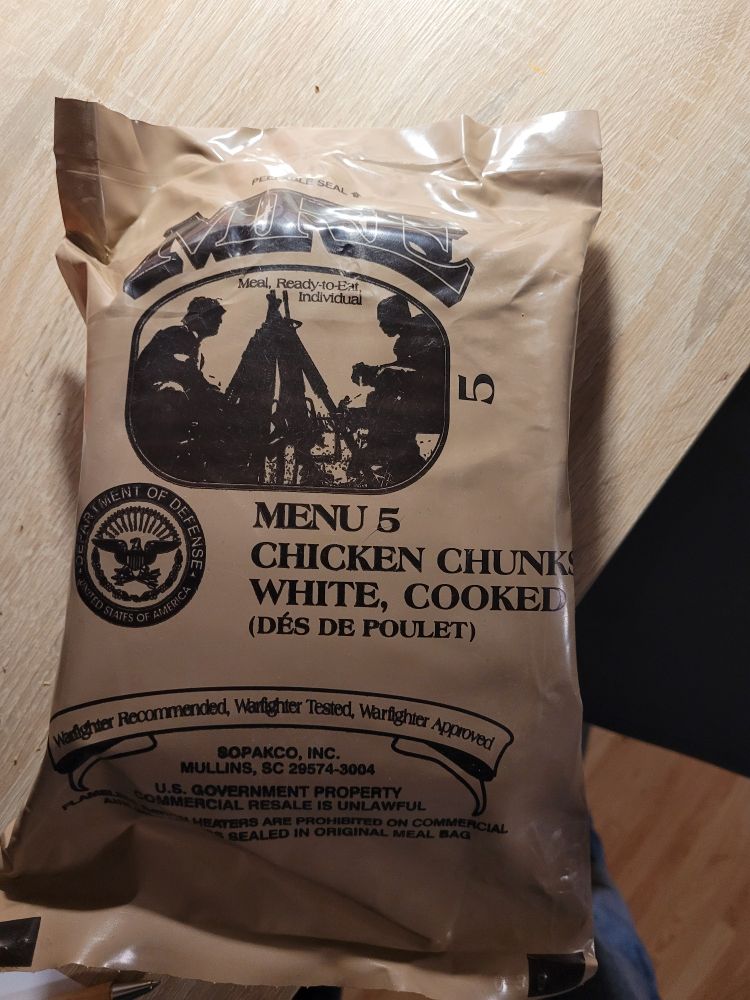 PEELABLE SEAL
MRE
Meal, Ready-to-Eat,
Individual
5
DEPARTMENT OF DEFENSE
UNITED STATES OF AMERICA
MENU 5
CHICKEN CHUNKS
WHITE, COOKED
(DÉS DE POULET)
Warfighter Recommended, Warfighter Tested, Warfighter Approved
SOPAKCO, INC.
MULLINS, SC 29574-3004
U.S. GOVERNMENT PROPERTY
COMMERCIAL RESALE IS UNLAWFUL
HEATERS ARE PROHIBITED ON COMMERCIAL
SEALED IN ORIGINAL MEAL BAG